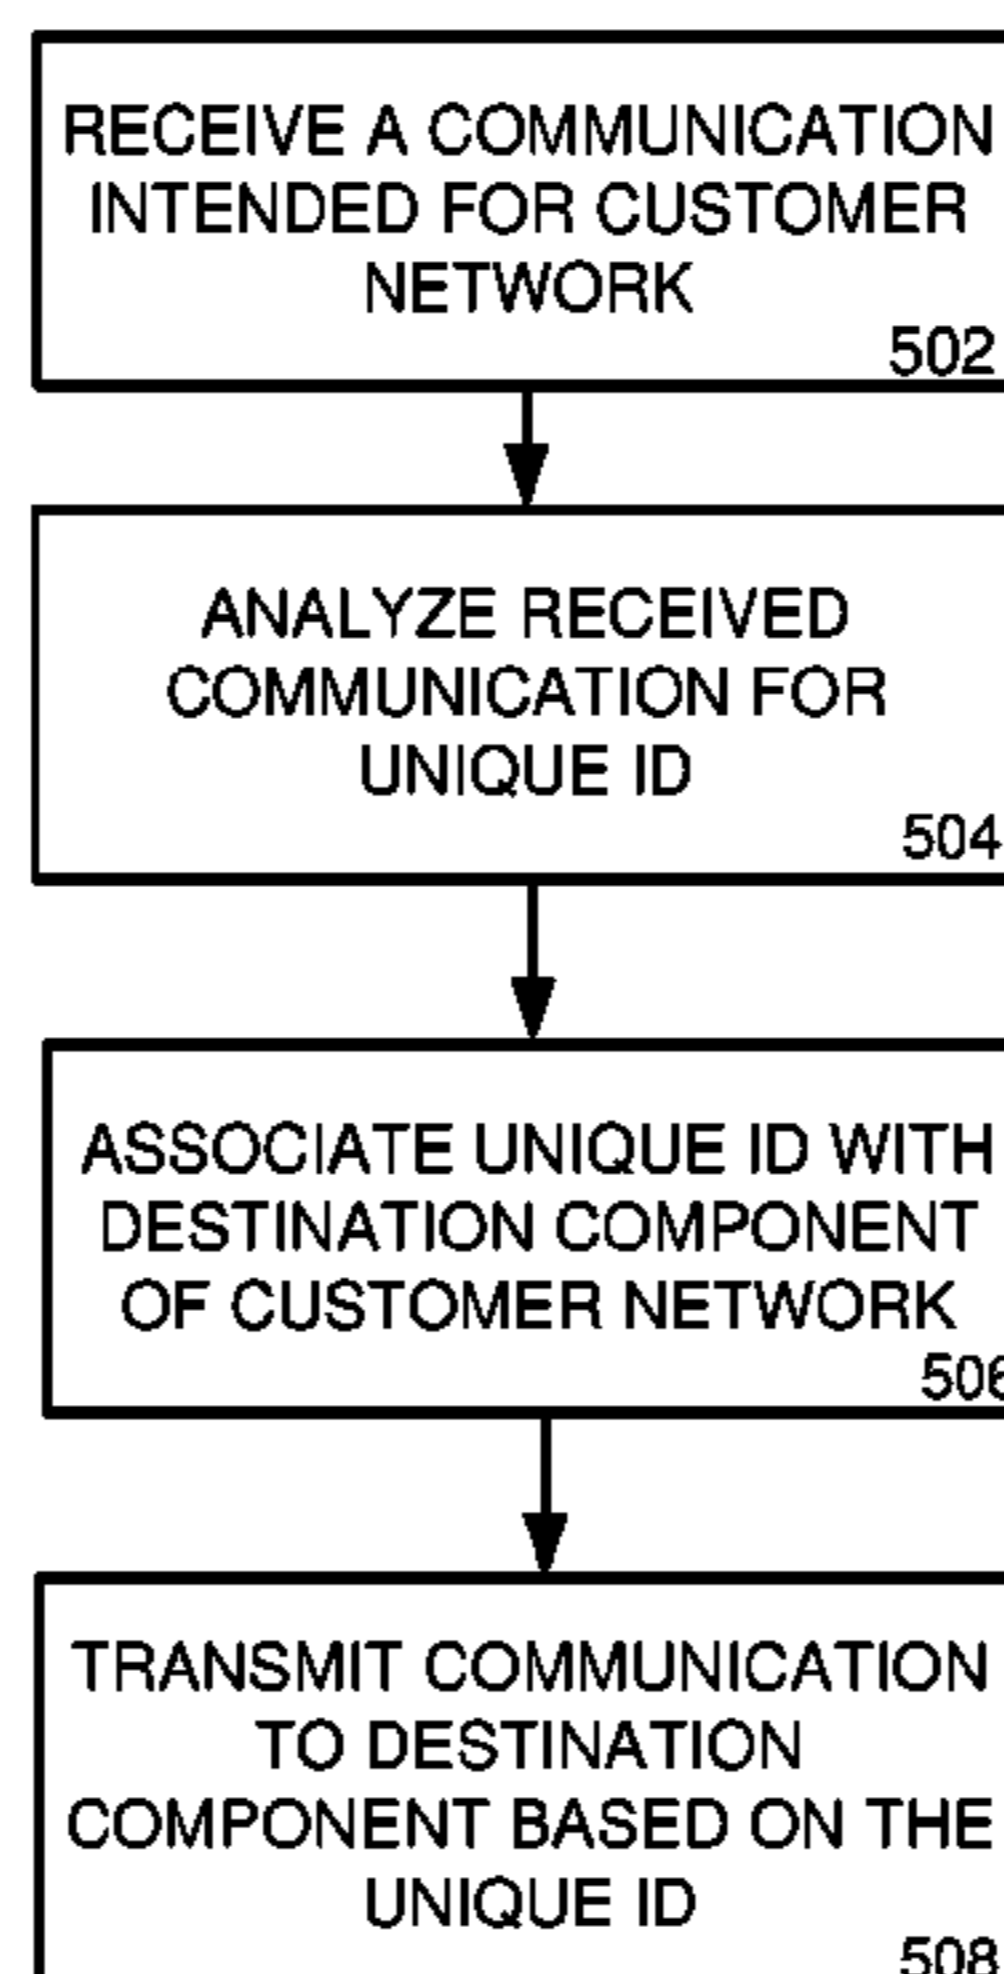 RECEIVE A COMMUNICATION
INTENDED FOR CUSTOMER
NETWORK
502
ANALYZE RECEIVED
COMMUNICATION FOR
UNIQUE ID
504
ASSOCIATE UNIQUE ID WITH
DESTINATION COMPONENT
OF CUSTOMER NETWORK
506
TRANSMIT COMMUNICATION
TO DESTINATION
COMPONENT BASED ON THE
UNIQUE ID
508